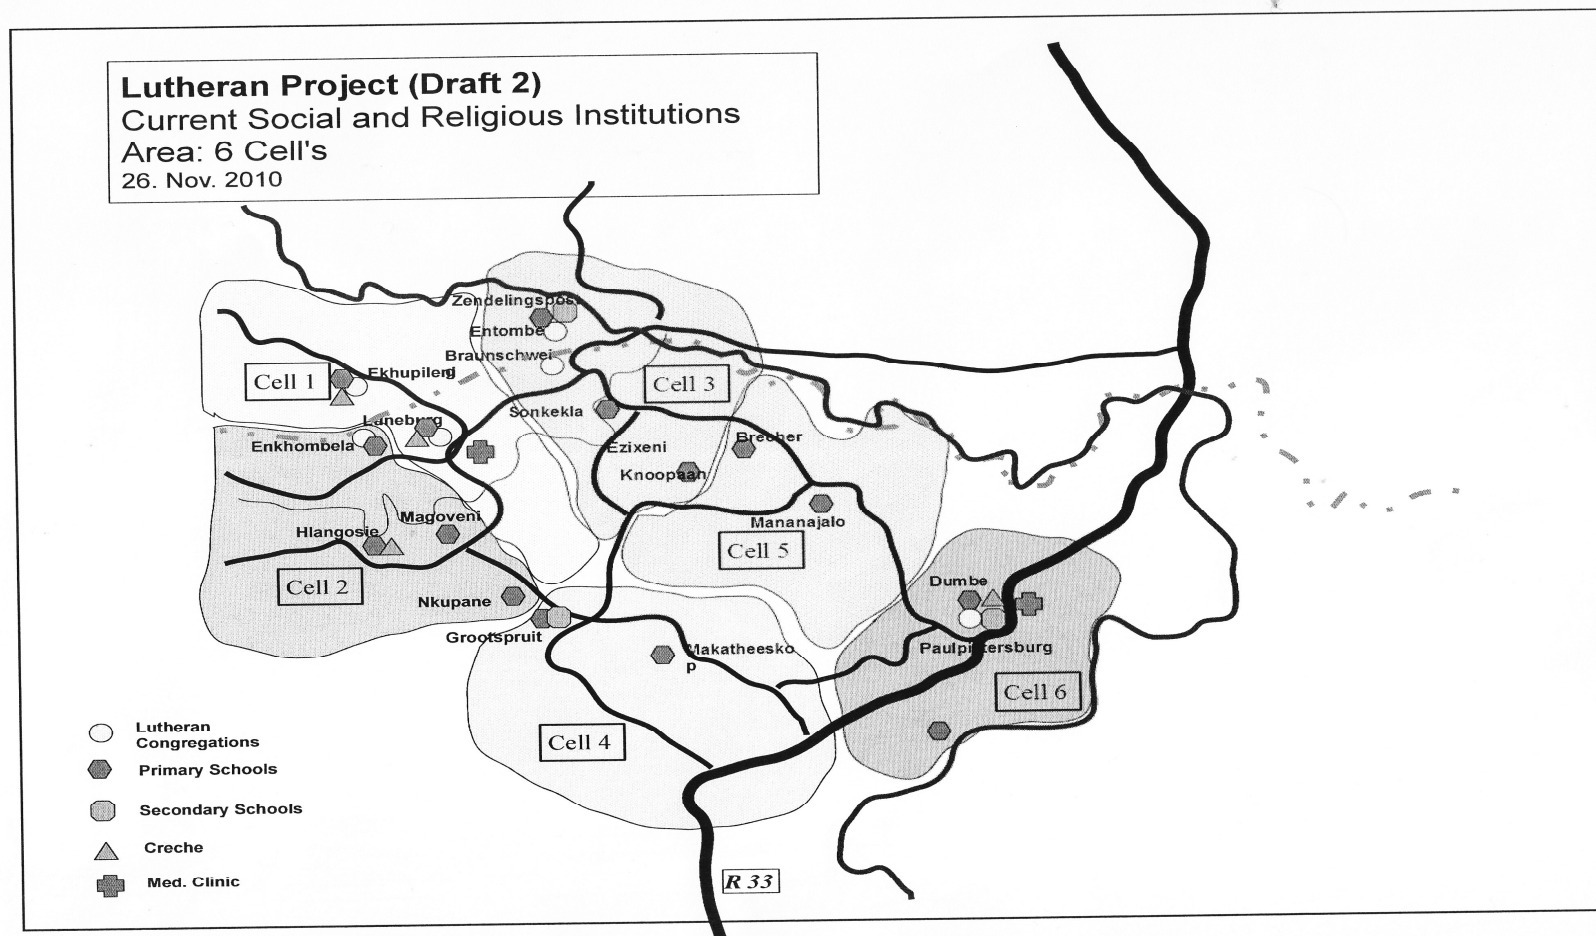 Lutheran Project (Draft 2)
Current Social and Religious Institutions
Area: 6 Cell's
26. Nov. 2010
Zendelingspost
Entombe
Braunschwei
g
Cell 1
Ekhupileni
Cell 3
Sonkekla
Luneburg
Enkhombela
Ezixeni
Brecher
Knoopaan
Magoveni
Mananajalo
Hlangosie
Cell 5
Cell 2
Dumbe
Nkupane
Grootspruit
Makatheesko
p
Paulpietersburg
Cell 6
Cell 4
Lutheran
Congregations
Primary Schools
Secondary Schools
Creche
Med. Clinic
R 33